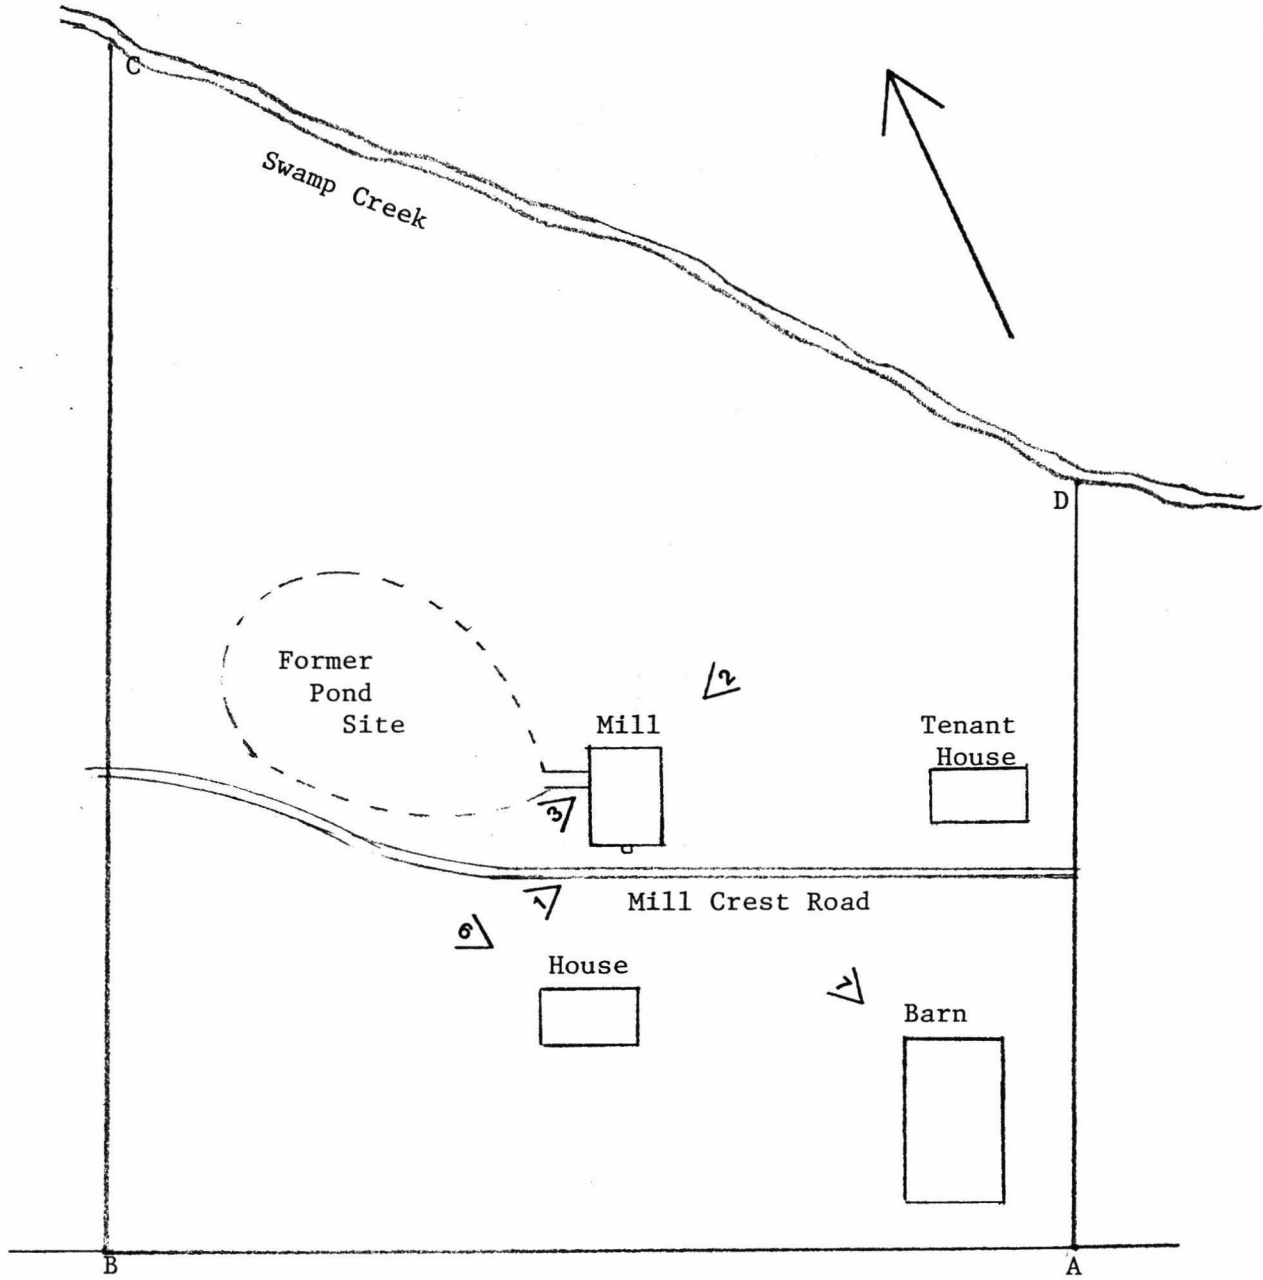 C
Swamp Creek
D
Former
Pond
Site
2
Mill
Tenant
House
3
1
Mill Crest Road
6
House
7
Barn
B
A